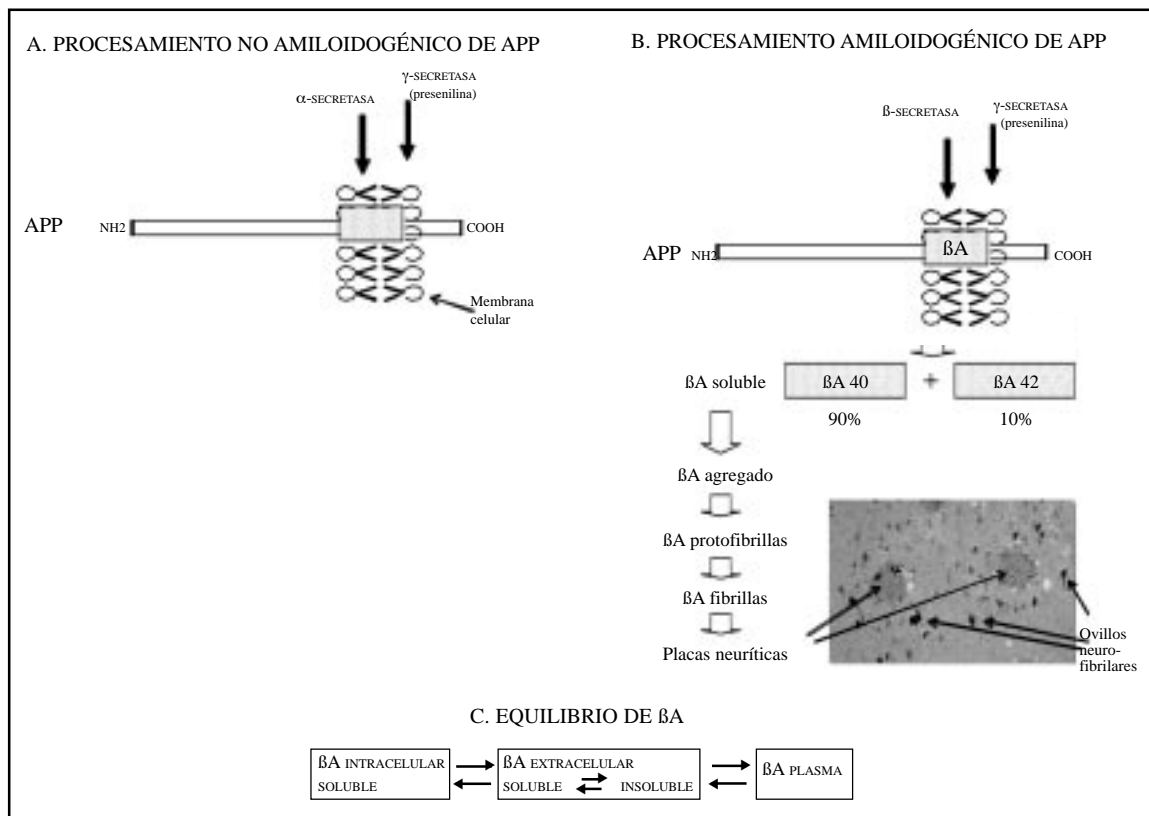 A. PROCESAMIENTO NO AMILOIDOGÉNICO DE APP
α-SECRETASA
γ-SECRETASA
(presenilina)
APP
NH2
COOH
Membrana
celular
B. PROCESAMIENTO AMILOIDOGÉNICO DE APP
ß-SECRETASA
γ-SECRETASA
(presenilina)
APP
NH2
ßA
COOH
ßA soluble
ßA 40
+
ßA 42
90%
10%
ßA agregado
ßA protofibrillas
ßA fibrillas
Placas neuríticas
Ovillos
neuro-
fibrilares
C. EQUILIBRIO DE ßA
ßA INTRACELULAR
SOLUBLE
ßA EXTRACELULAR
SOLUBLE
INSOLUBLE
ßA PLASMA